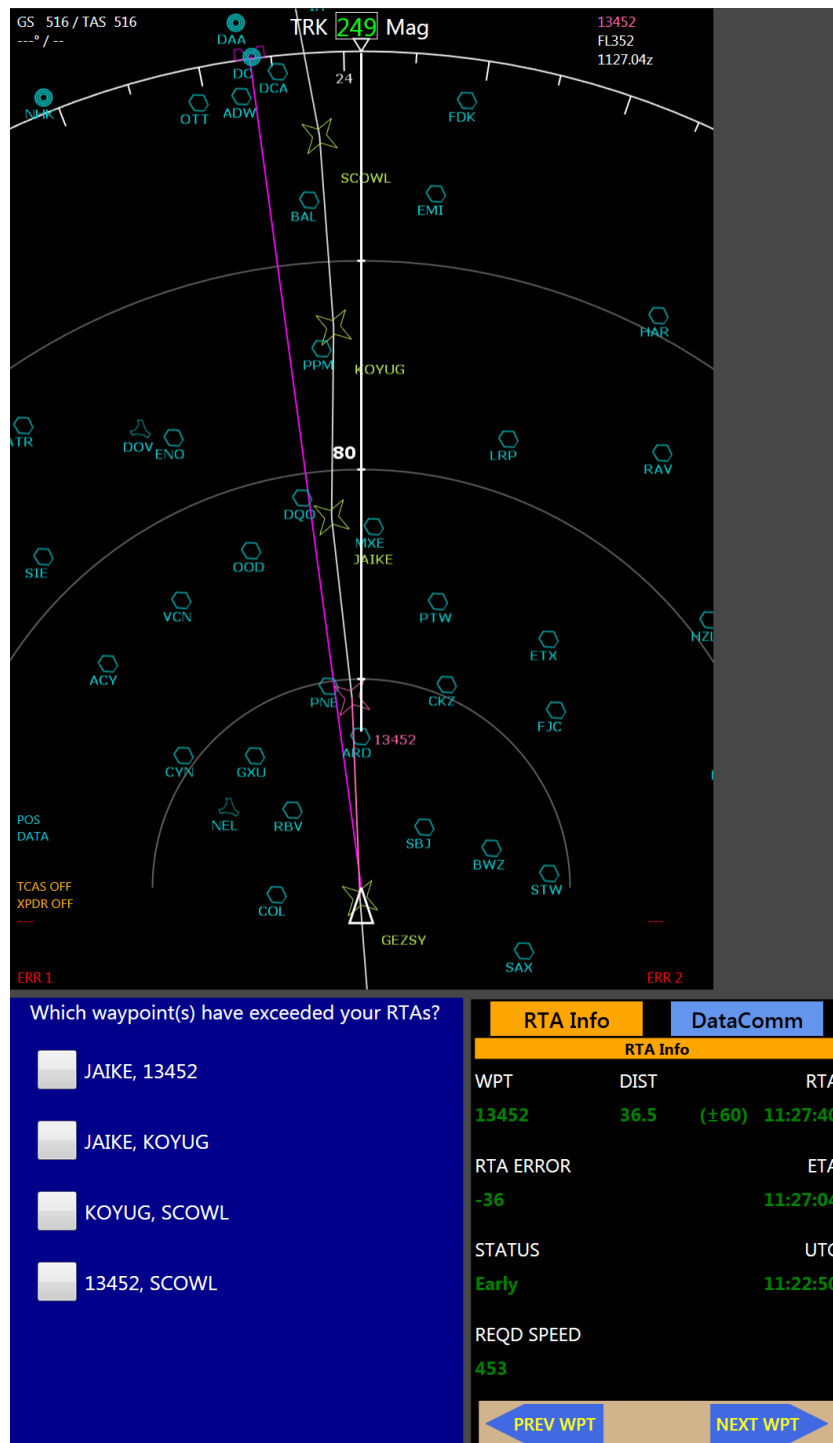 GS 516 / TAS 516
---° / --
TRK 249 Mag
13452
FL352
1127.04z
DAA
24
DC
DCA
NHK
OTT
ADW
FDK
SCOWL
BAL
EMI
HAR
PPM
KOYUG
ATR
DOV
ENO
80
LRP
RAV
DQO
MXE
JAIKE
SIE
OOD
VCN
PTW
HZL
ETX
ACY
PNE
CKZ
FJC
13452
ARD
CYN
GXU
POS
DATA
NEL
RBV
SBJ
BWZ
STW
TCAS OFF
XPDR OFF
---
---
COL
GEZSY
SAX
ERR 1
ERR 2
Which waypoint(s) have exceeded your RTAs?
JAIKE, 13452
JAIKE, KOYUG
KOYUG, SCOWL
13452, SCOWL
RTA Info
DataComm
RTA Info
WPT DIST RTA
13452 36.5 (±60) 11:27:40
RTA ERROR ETA
-36 11:27:04
STATUS UTC
Early 11:22:50
REQD SPEED
453
PREV WPT
NEXT WPT